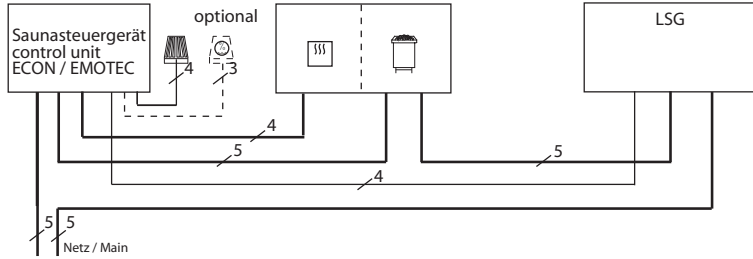 optional
Saunasteuergerät
control unit
ECON / EMOTEC
LSG
4
3
4
5
5
4
5
5
Netz / Main